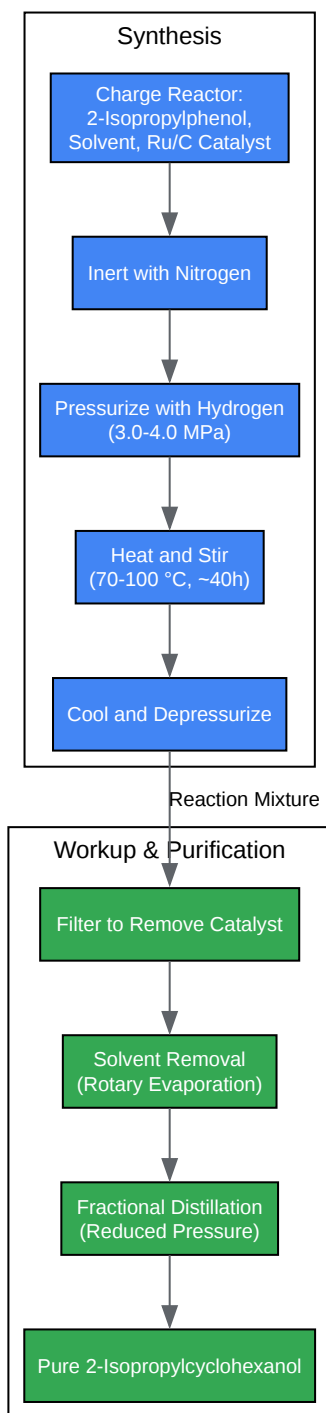 Synthesis
Charge Reactor:
2-Isopropylphenol,
Solvent, Ru/C Catalyst
Inert with Nitrogen
Pressurize with Hydrogen
(3.0-4.0 MPa)
Heat and Stir
(70-100 °C, ~40h)
Cool and Depressurize
Reaction Mixture
Workup & Purification
Filter to Remove Catalyst
Solvent Removal
(Rotary Evaporation)
Fractional Distillation
(Reduced Pressure)
Pure 2-Isopropylcyclohexanol